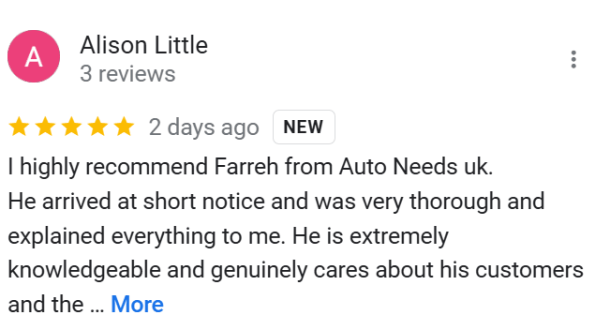 A
Alison Little
3 reviews
2 days ago NEW
I highly recommend Farreh from Auto Needs uk.
He arrived at short notice and was very thorough and
explained everything to me. He is extremely
knowledgeable and genuinely cares about his customers
and the ... More